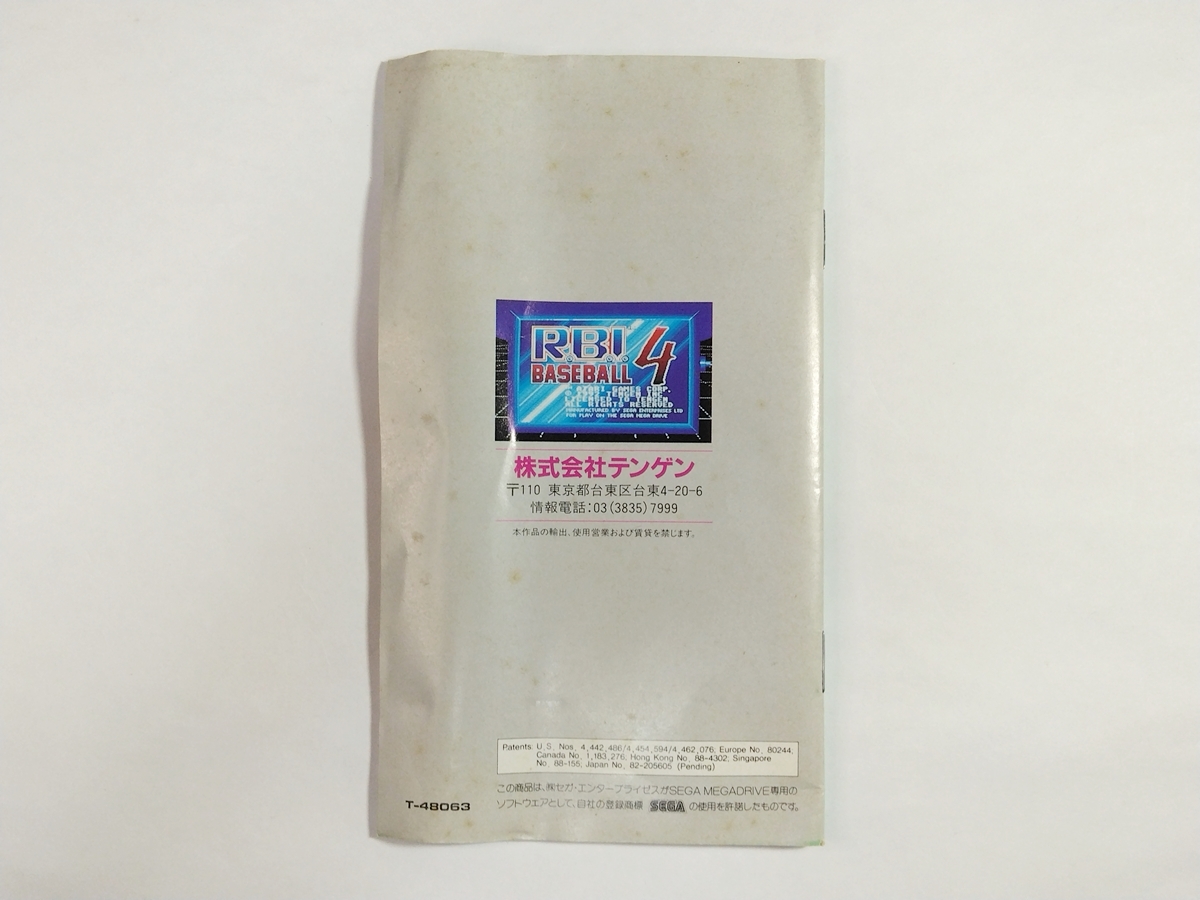 R.B.I. 4
BASEBALL
ATARI GAMES CORP.
TENGEN INC.
LICENSED TO TENGEN
ALL RIGHTS RESERVED
MANUFACTURED BY SEGA ENTERPRISES LTD
FOR PLAY ON THE SEGA MEGA DRIVE
株式会社テンゲン
〒110 東京都台東区台東4-20-6
情報電話:03(3835)7999
本作品の輸出、使用営業および賃貸を禁じます。
Patents: U.S. Nos. 4,442,486/4,454,594/4,462,076; Europe No. 80244;
Canada No. 1,183,276; Hong Kong No. 88-4302; Singapore
No. 88-155; Japan No. 82-205605 (Pending)
この商品は、㈱セガ・エンタープライゼスがSEGA MEGADRIVE専用の
T-48063 ソフトウエアとして、自社の登録商標 SEGA の使用を許諾したものです。